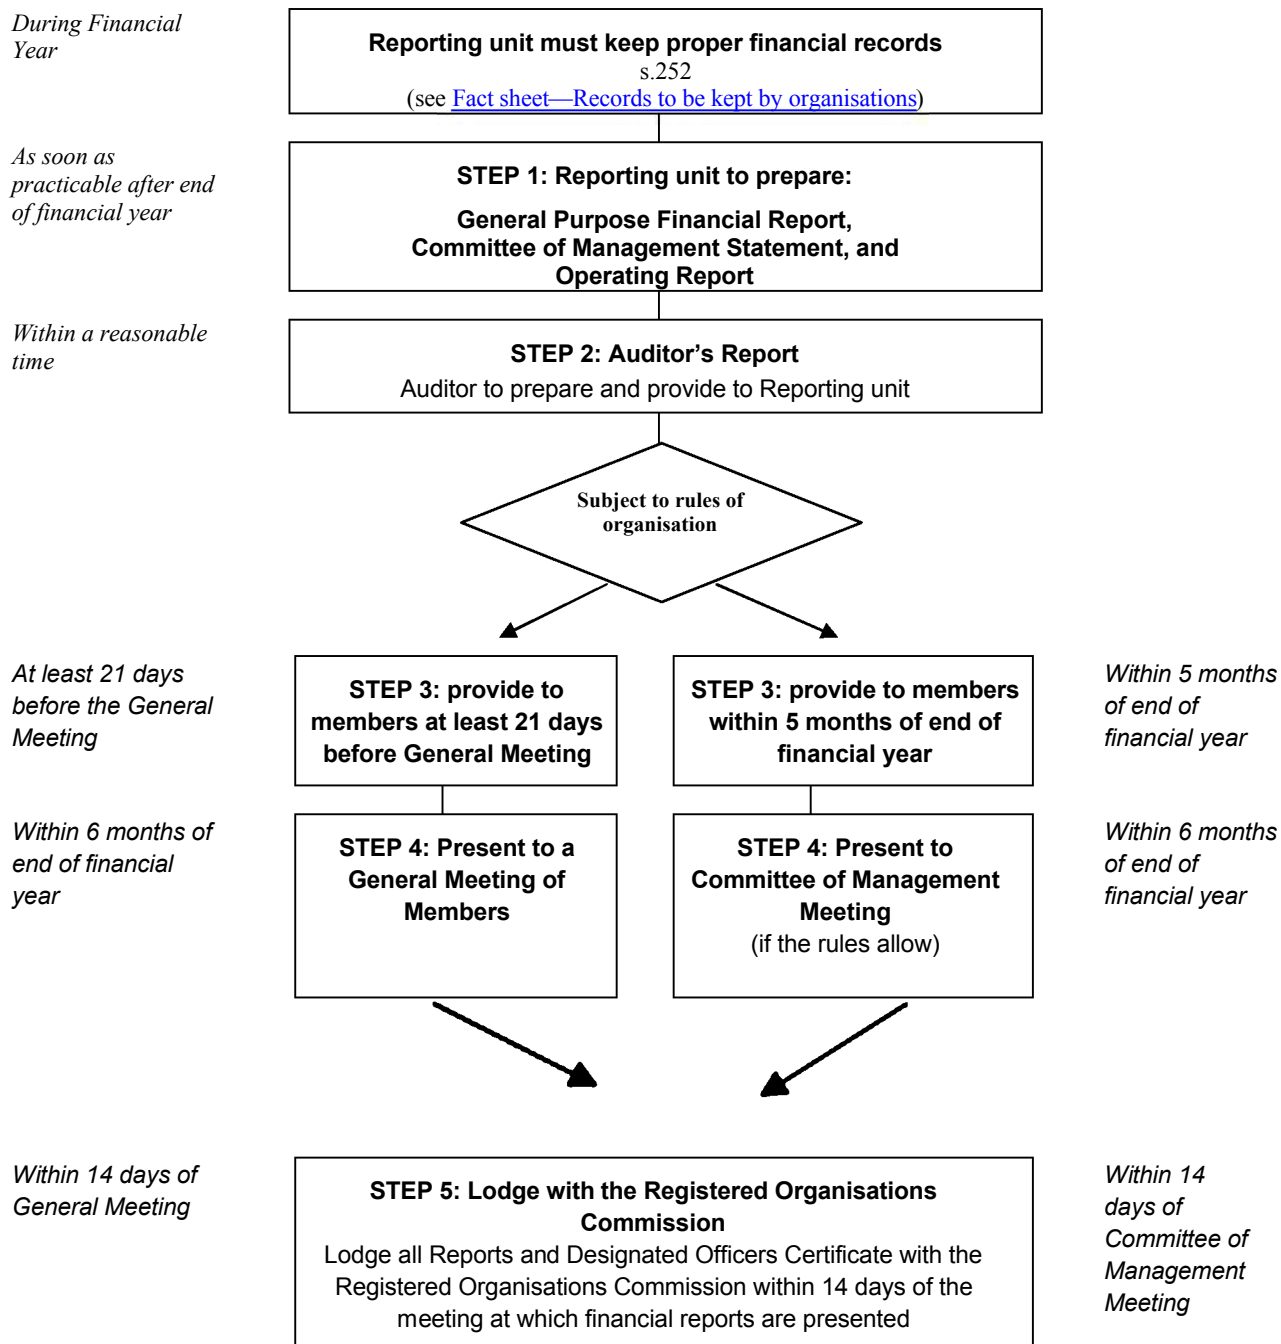 During Financial
Year
Reporting unit must keep proper financial records
s.252
(see Fact sheet—Records to be kept by organisations)
As soon as
practicable after end
of financial year
STEP 1: Reporting unit to prepare:
General Purpose Financial Report,
Committee of Management Statement, and
Operating Report
Within a reasonable
time
STEP 2: Auditor’s Report
Auditor to prepare and provide to Reporting unit
Subject to rules of
organisation
At least 21 days
before the General
Meeting
STEP 3: provide to
members at least 21 days
before General Meeting
STEP 3: provide to members
within 5 months of end of
financial year
Within 5 months
of end of
financial year
Within 6 months of
end of financial
year
STEP 4: Present to a
General Meeting of
Members
STEP 4: Present to
Committee of Management
Meeting
(if the rules allow)
Within 6 months
of end of
financial year
Within 14 days of
General Meeting
STEP 5: Lodge with the Registered Organisations
Commission
Lodge all Reports and Designated Officers Certificate with the
Registered Organisations Commission within 14 days of the
meeting at which financial reports are presented
Within 14
days of
Committee of
Management
Meeting